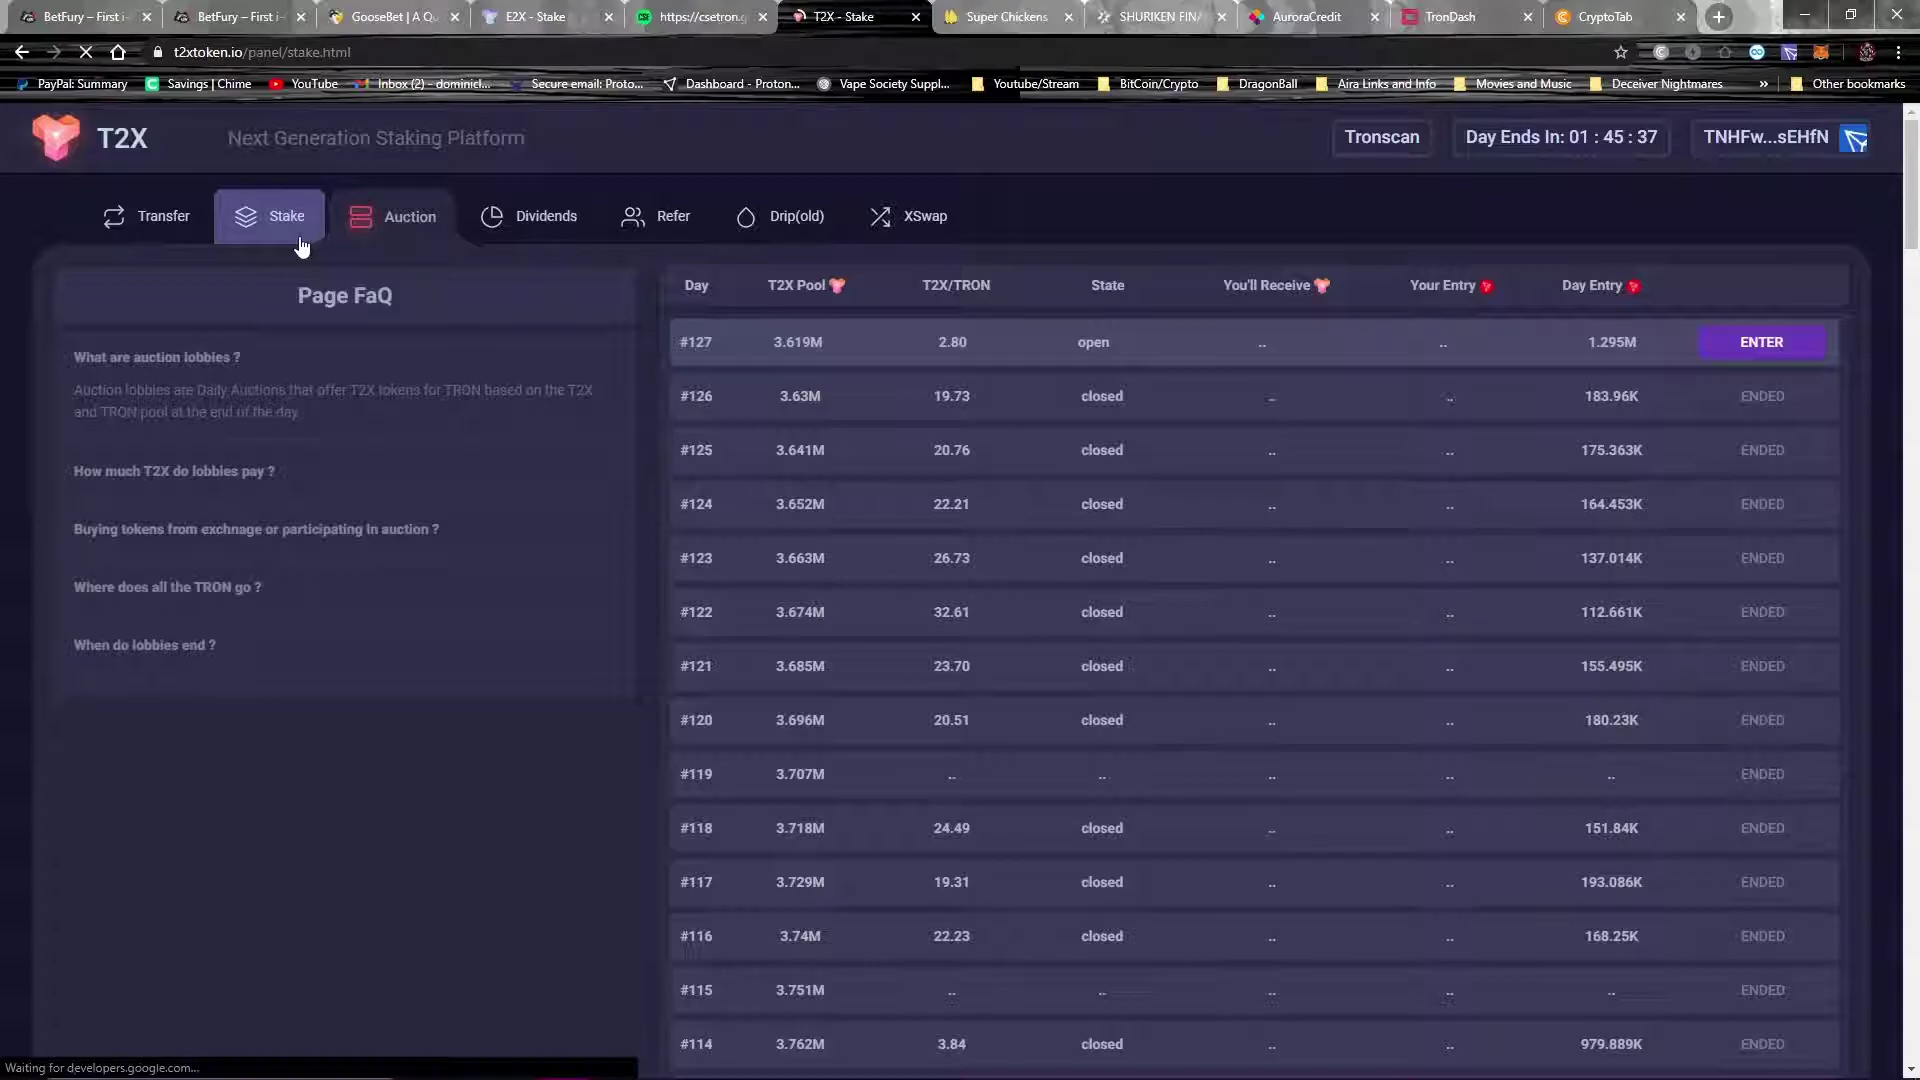 BetFury – First i
BetFury – First i
GooseBet | A Q
E2X - Stake
https://csetron.g
T2X - Stake
Super Chickens
SHURIKEN FINA
AuroraCredit
TronDash
CryptoTab
t2xtoken.io/panel/stake.html
PayPal: Summary
Savings | Chime
YouTube
Inbox (2) - dominicl...
Secure email: Proto...
Dashboard - Proton...
Vape Society Suppl...
Youtube/Stream
BitCoin/Crypto
DragonBall
Aira Links and Info
Movies and Music
Deceiver Nightmares
»
Other bookmarks
T2X
Next Generation Staking Platform
Tronscan
Day Ends In: 01 : 45 : 37
TNHFw...sEHfN
Transfer
Stake
Auction
Dividends
Refer
Drip(old)
XSwap
Page FaQ
What are auction lobbies ?
Auction lobbies are Daily Auctions that offer T2X tokens for TRON based on the T2X
and TRON pool at the end of the day.
How much T2X do lobbies pay ?
Buying tokens from exchnage or participating in auction ?
Where does all the TRON go ?
When do lobbies end ?
Day T2X Pool T2X/TRON State You'll Receive Your Entry Day Entry
#127 3.619M 2.80 open .. .. 1.295M ENTER
#126 3.63M 19.73 closed .. .. 183.96K ENDED
#125 3.641M 20.76 closed .. .. 175.363K ENDED
#124 3.652M 22.21 closed .. .. 164.453K ENDED
#123 3.663M 26.73 closed .. .. 137.014K ENDED
#122 3.674M 32.61 closed .. .. 112.661K ENDED
#121 3.685M 23.70 closed .. .. 155.495K ENDED
#120 3.696M 20.51 closed .. .. 180.23K ENDED
#119 3.707M .. .. .. .. .. ENDED
#118 3.718M 24.49 closed .. .. 151.84K ENDED
#117 3.729M 19.31 closed .. .. 193.086K ENDED
#116 3.74M 22.23 closed .. .. 168.25K ENDED
#115 3.751M .. .. .. .. .. ENDED
#114 3.762M 3.84 closed .. .. 979.889K ENDED
Waiting for developers.google.com...